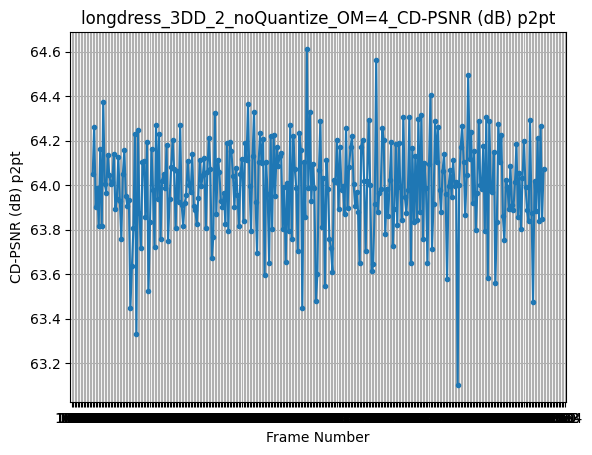 longdress_3DD_2_noQuantize_OM=4_CD-PSNR (dB) p2pt
CD-PSNR (dB) p2pt
64.6
64.4
64.2
64.0
63.8
63.6
63.4
63.2
Frame Number